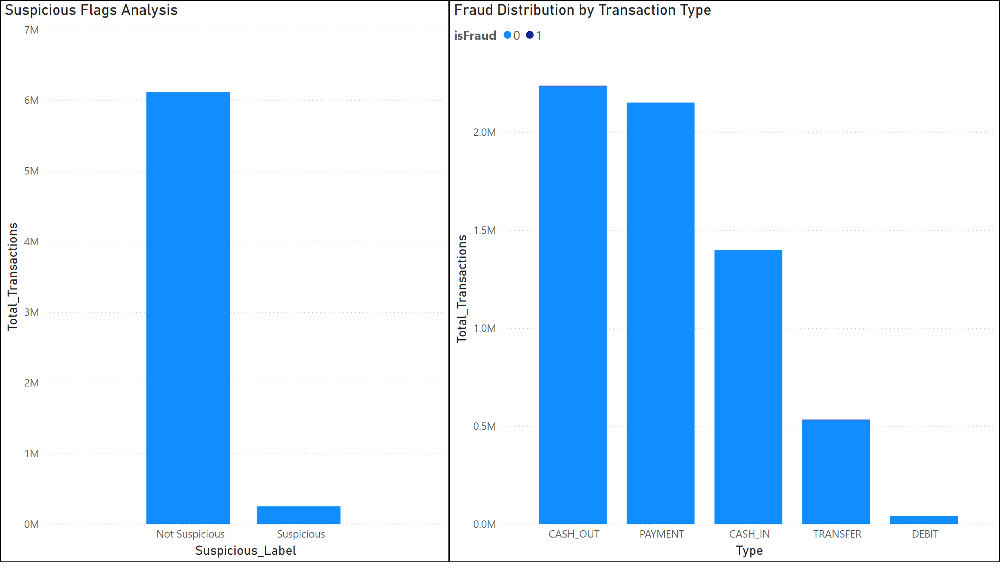 Suspicious Flags Analysis
7M
6M
5M
4M
3M
2M
1M
0M
Total_Transactions
Not Suspicious
Suspicious
Suspicious_Label
Fraud Distribution by Transaction Type
isFraud 0 1
2.0M
1.5M
1.0M
0.5M
0.0M
Total_Transactions
CASH_OUT
PAYMENT
CASH_IN
TRANSFER
DEBIT
Type